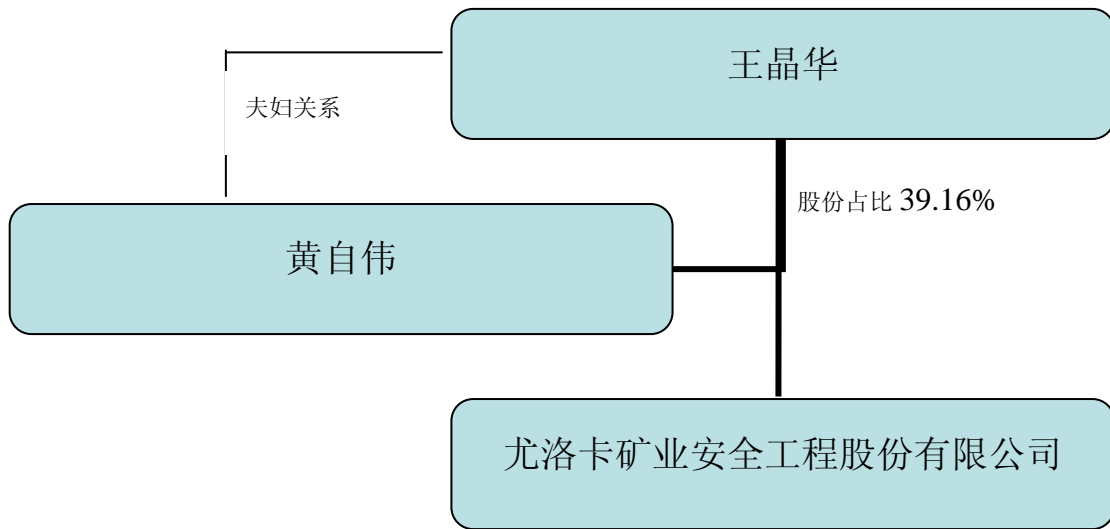 王晶华
夫妇关系
股份占比 39.16%
黄自伟
尤洛卡矿业安全工程股份有限公司